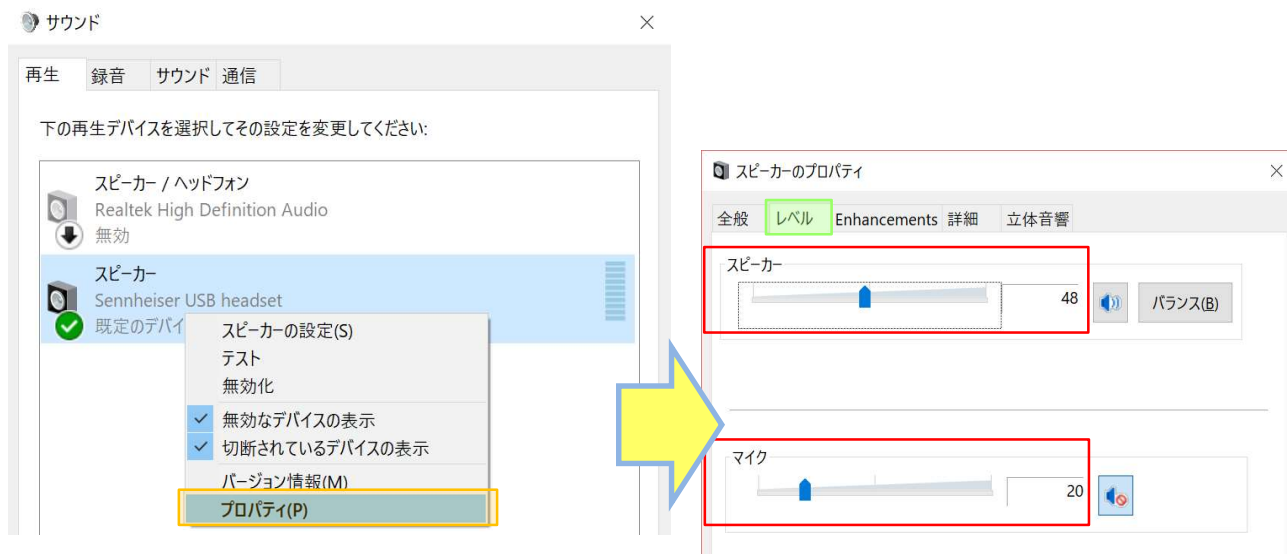 サウンド
再生 録音 サウンド 通信
下の再生デバイスを選択してその設定を変更してください:
スピーカー / ヘッドフォン
Realtek High Definition Audio
無効
スピーカー
Sennheiser USB headset
既定のデバイ
スピーカーの設定(S)
テスト
無効化
無効なデバイスの表示
切断されているデバイスの表示
バージョン情報(M)
プロパティ(P)
スピーカーのプロパティ
全般 レベル Enhancements 詳細 立体音響
スピーカー
48 バランス(B)
マイク
20